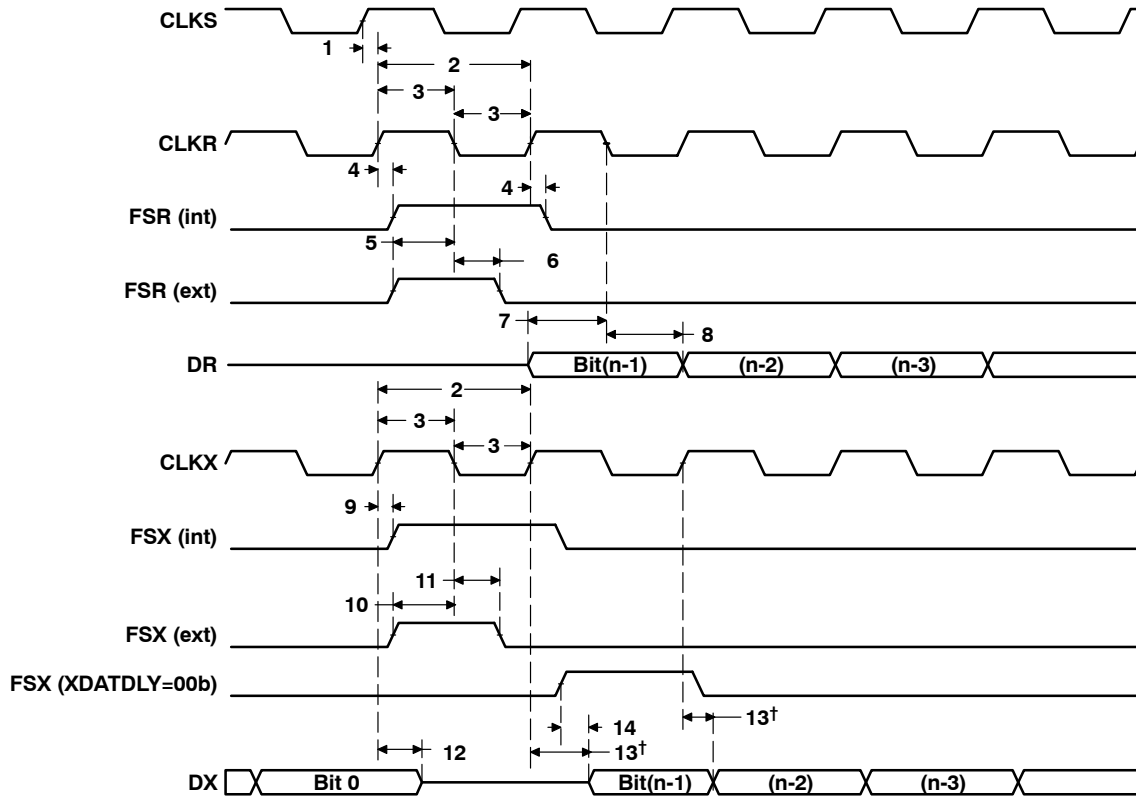 CLKS
1
2
3
3
CLKR
4
4
FSR (int)
5
6
FSR (ext)
7
8
DR
Bit(n-1)
(n-2)
(n-3)
2
3
3
CLKX
9
FSX (int)
11
10
FSX (ext)
FSX (XDATDLY=00b)
14
13†
12
13†
DX
Bit 0
Bit(n-1)
(n-2)
(n-3)